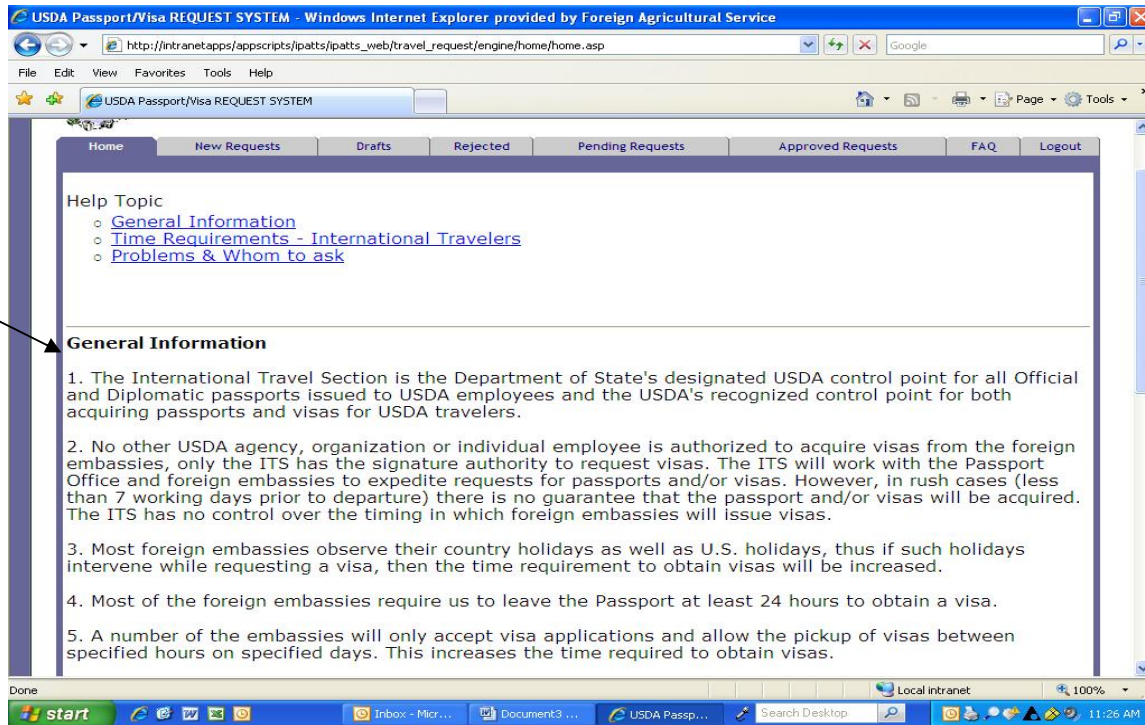 USDA Passport/Visa REQUEST SYSTEM - Windows Internet Explorer provided by Foreign Agricultural Service
http://intranetapps/appscripts/ipatts/ipatts_web/travel_request/engine/home/home.asp
Google
File Edit View Favorites Tools Help
USDA Passport/Visa REQUEST SYSTEM
Page Tools
Home New Requests Drafts Rejected Pending Requests Approved Requests FAQ Logout
Help Topic
General Information
Time Requirements - International Travelers
Problems & Whom to ask
General Information
1. The International Travel Section is the Department of State's designated USDA control point for all Official
and Diplomatic passports issued to USDA employees and the USDA's recognized control point for both
acquiring passports and visas for USDA travelers.
2. No other USDA agency, organization or individual employee is authorized to acquire visas from the foreign
embassies, only the ITS has the signature authority to request visas. The ITS will work with the Passport
Office and foreign embassies to expedite requests for passports and/or visas. However, in rush cases (less
than 7 working days prior to departure) there is no guarantee that the passport and/or visas will be acquired.
The ITS has no control over the timing in which foreign embassies will issue visas.
3. Most foreign embassies observe their country holidays as well as U.S. holidays, thus if such holidays
intervene while requesting a visa, then the time requirement to obtain visas will be increased.
4. Most of the foreign embassies require us to leave the Passport at least 24 hours to obtain a visa.
5. A number of the embassies will only accept visa applications and allow the pickup of visas between
specified hours on specified days. This increases the time required to obtain visas.
Done Local intranet 100%
start Inbox - Micr... Document3 ... USDA Passp... Search Desktop 11:26 AM